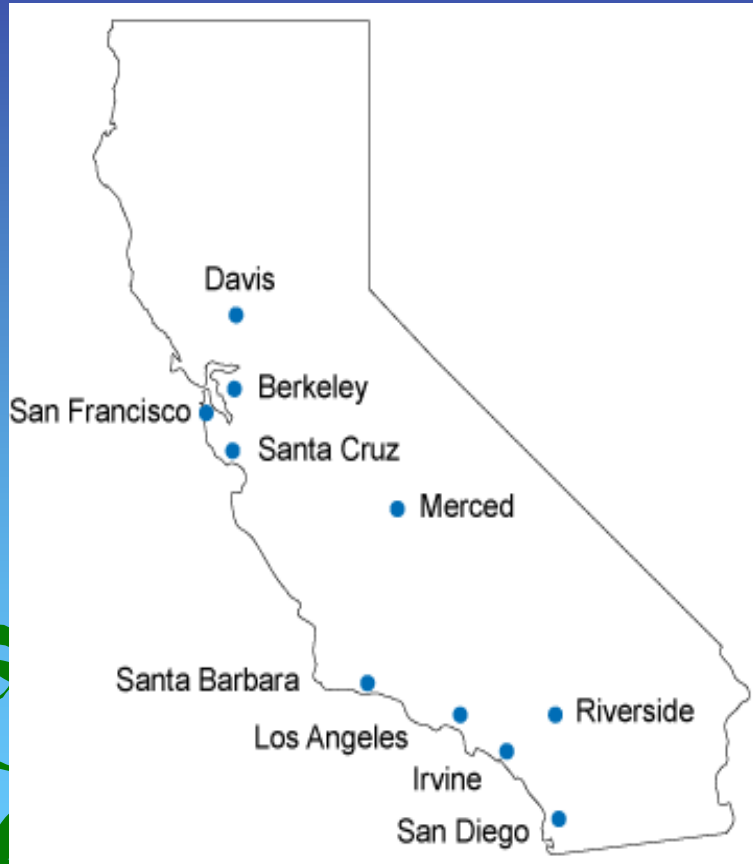 Davis
Berkeley
San Francisco
Santa Cruz
Merced
Santa Barbara
Riverside
Los Angeles
Irvine
San Diego